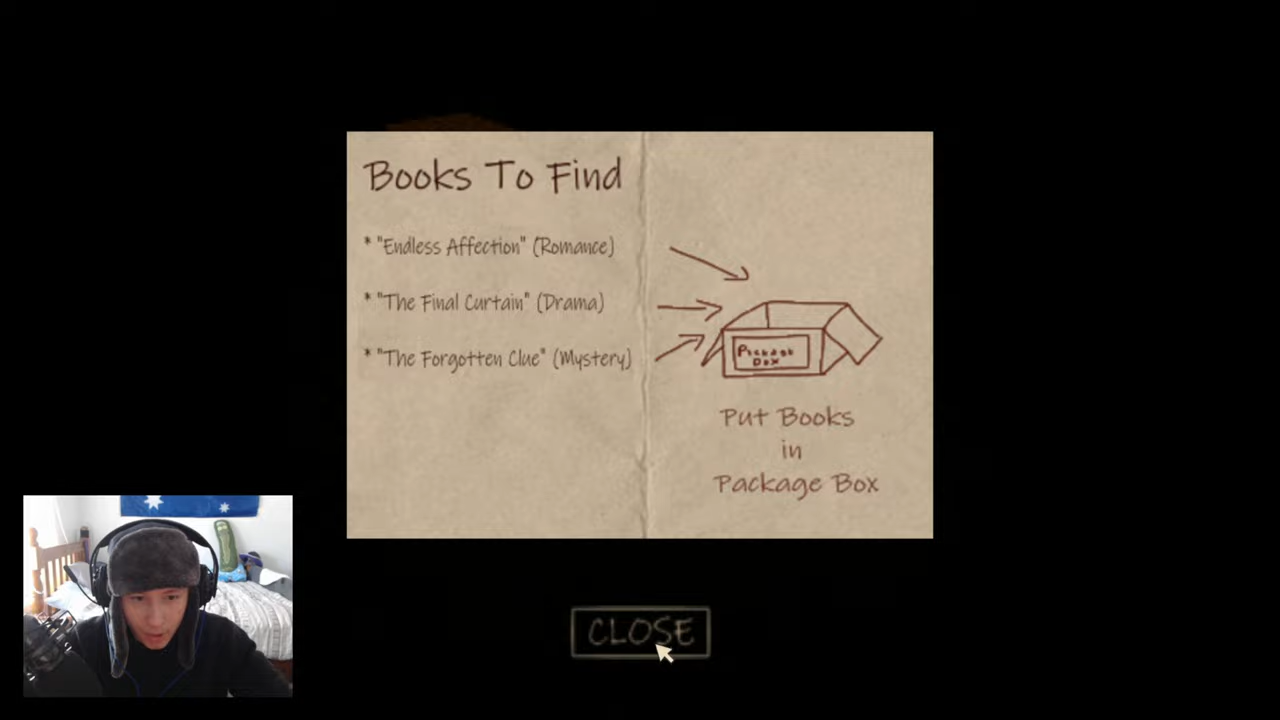 Books To Find
* "Endless Affection" (Romance)
* "The Final Curtain" (Drama)
* "The Forgotten Clue" (Mystery)
Package
Box
Put Books
in
Package Box
CLOSE